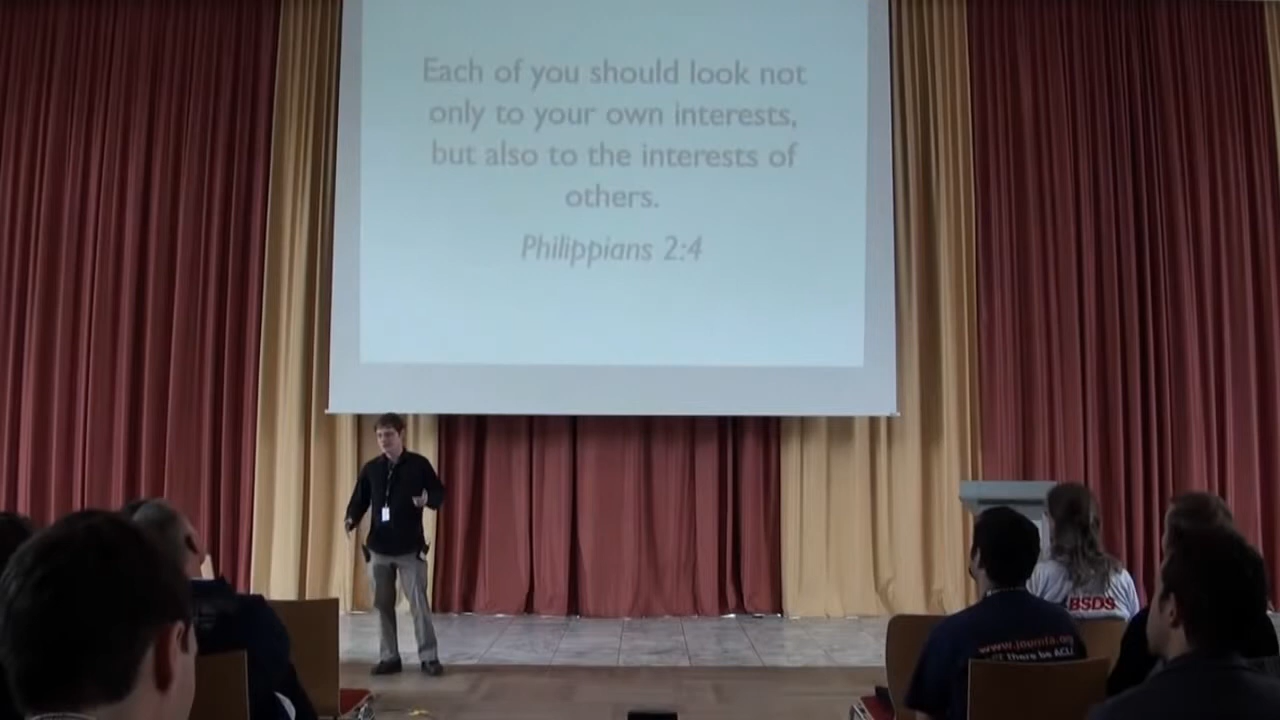 Each of you should look not
only to your own interests,
but also to the interests of
others.
Philippians 2:4
BSDS